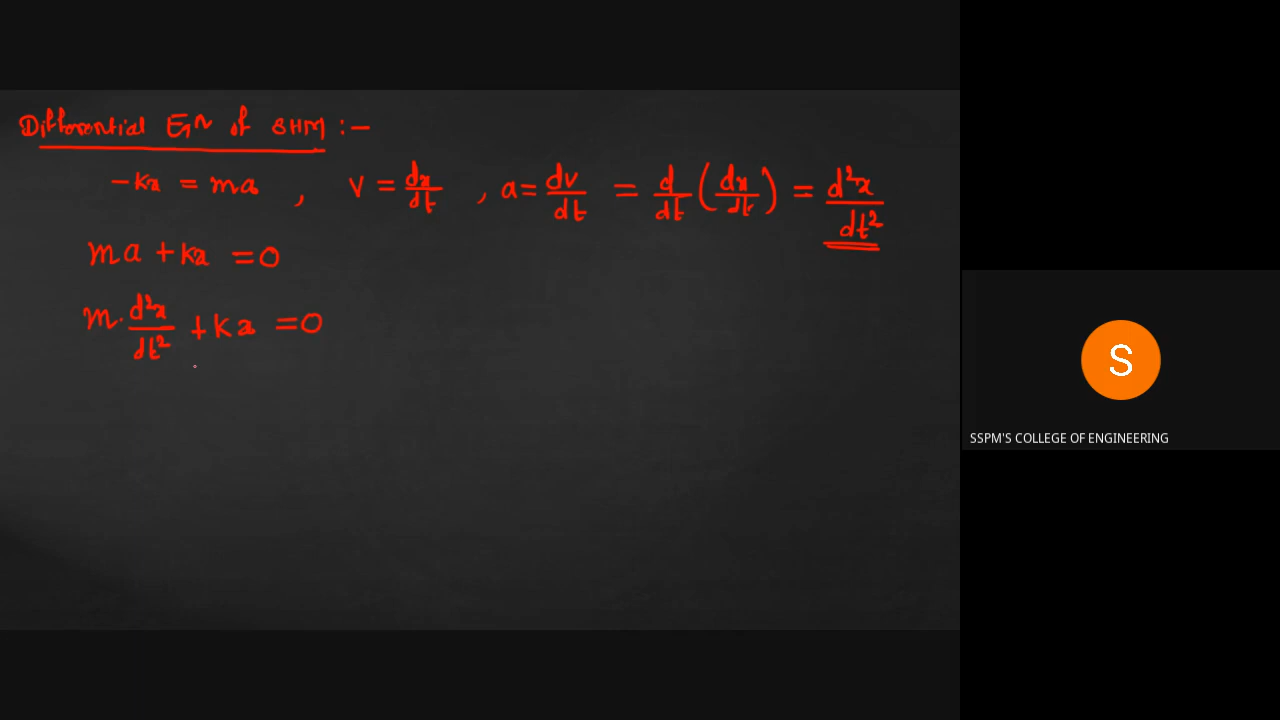 Differential Eqn of SHM :-
-kx = ma , v = dx/dt , a = dv/dt = d/dt (dx/dt) = d²x/dt²
ma + kx = 0
m. d²x/dt² + kx = 0
S
SSPM'S COLLEGE OF ENGINEERING